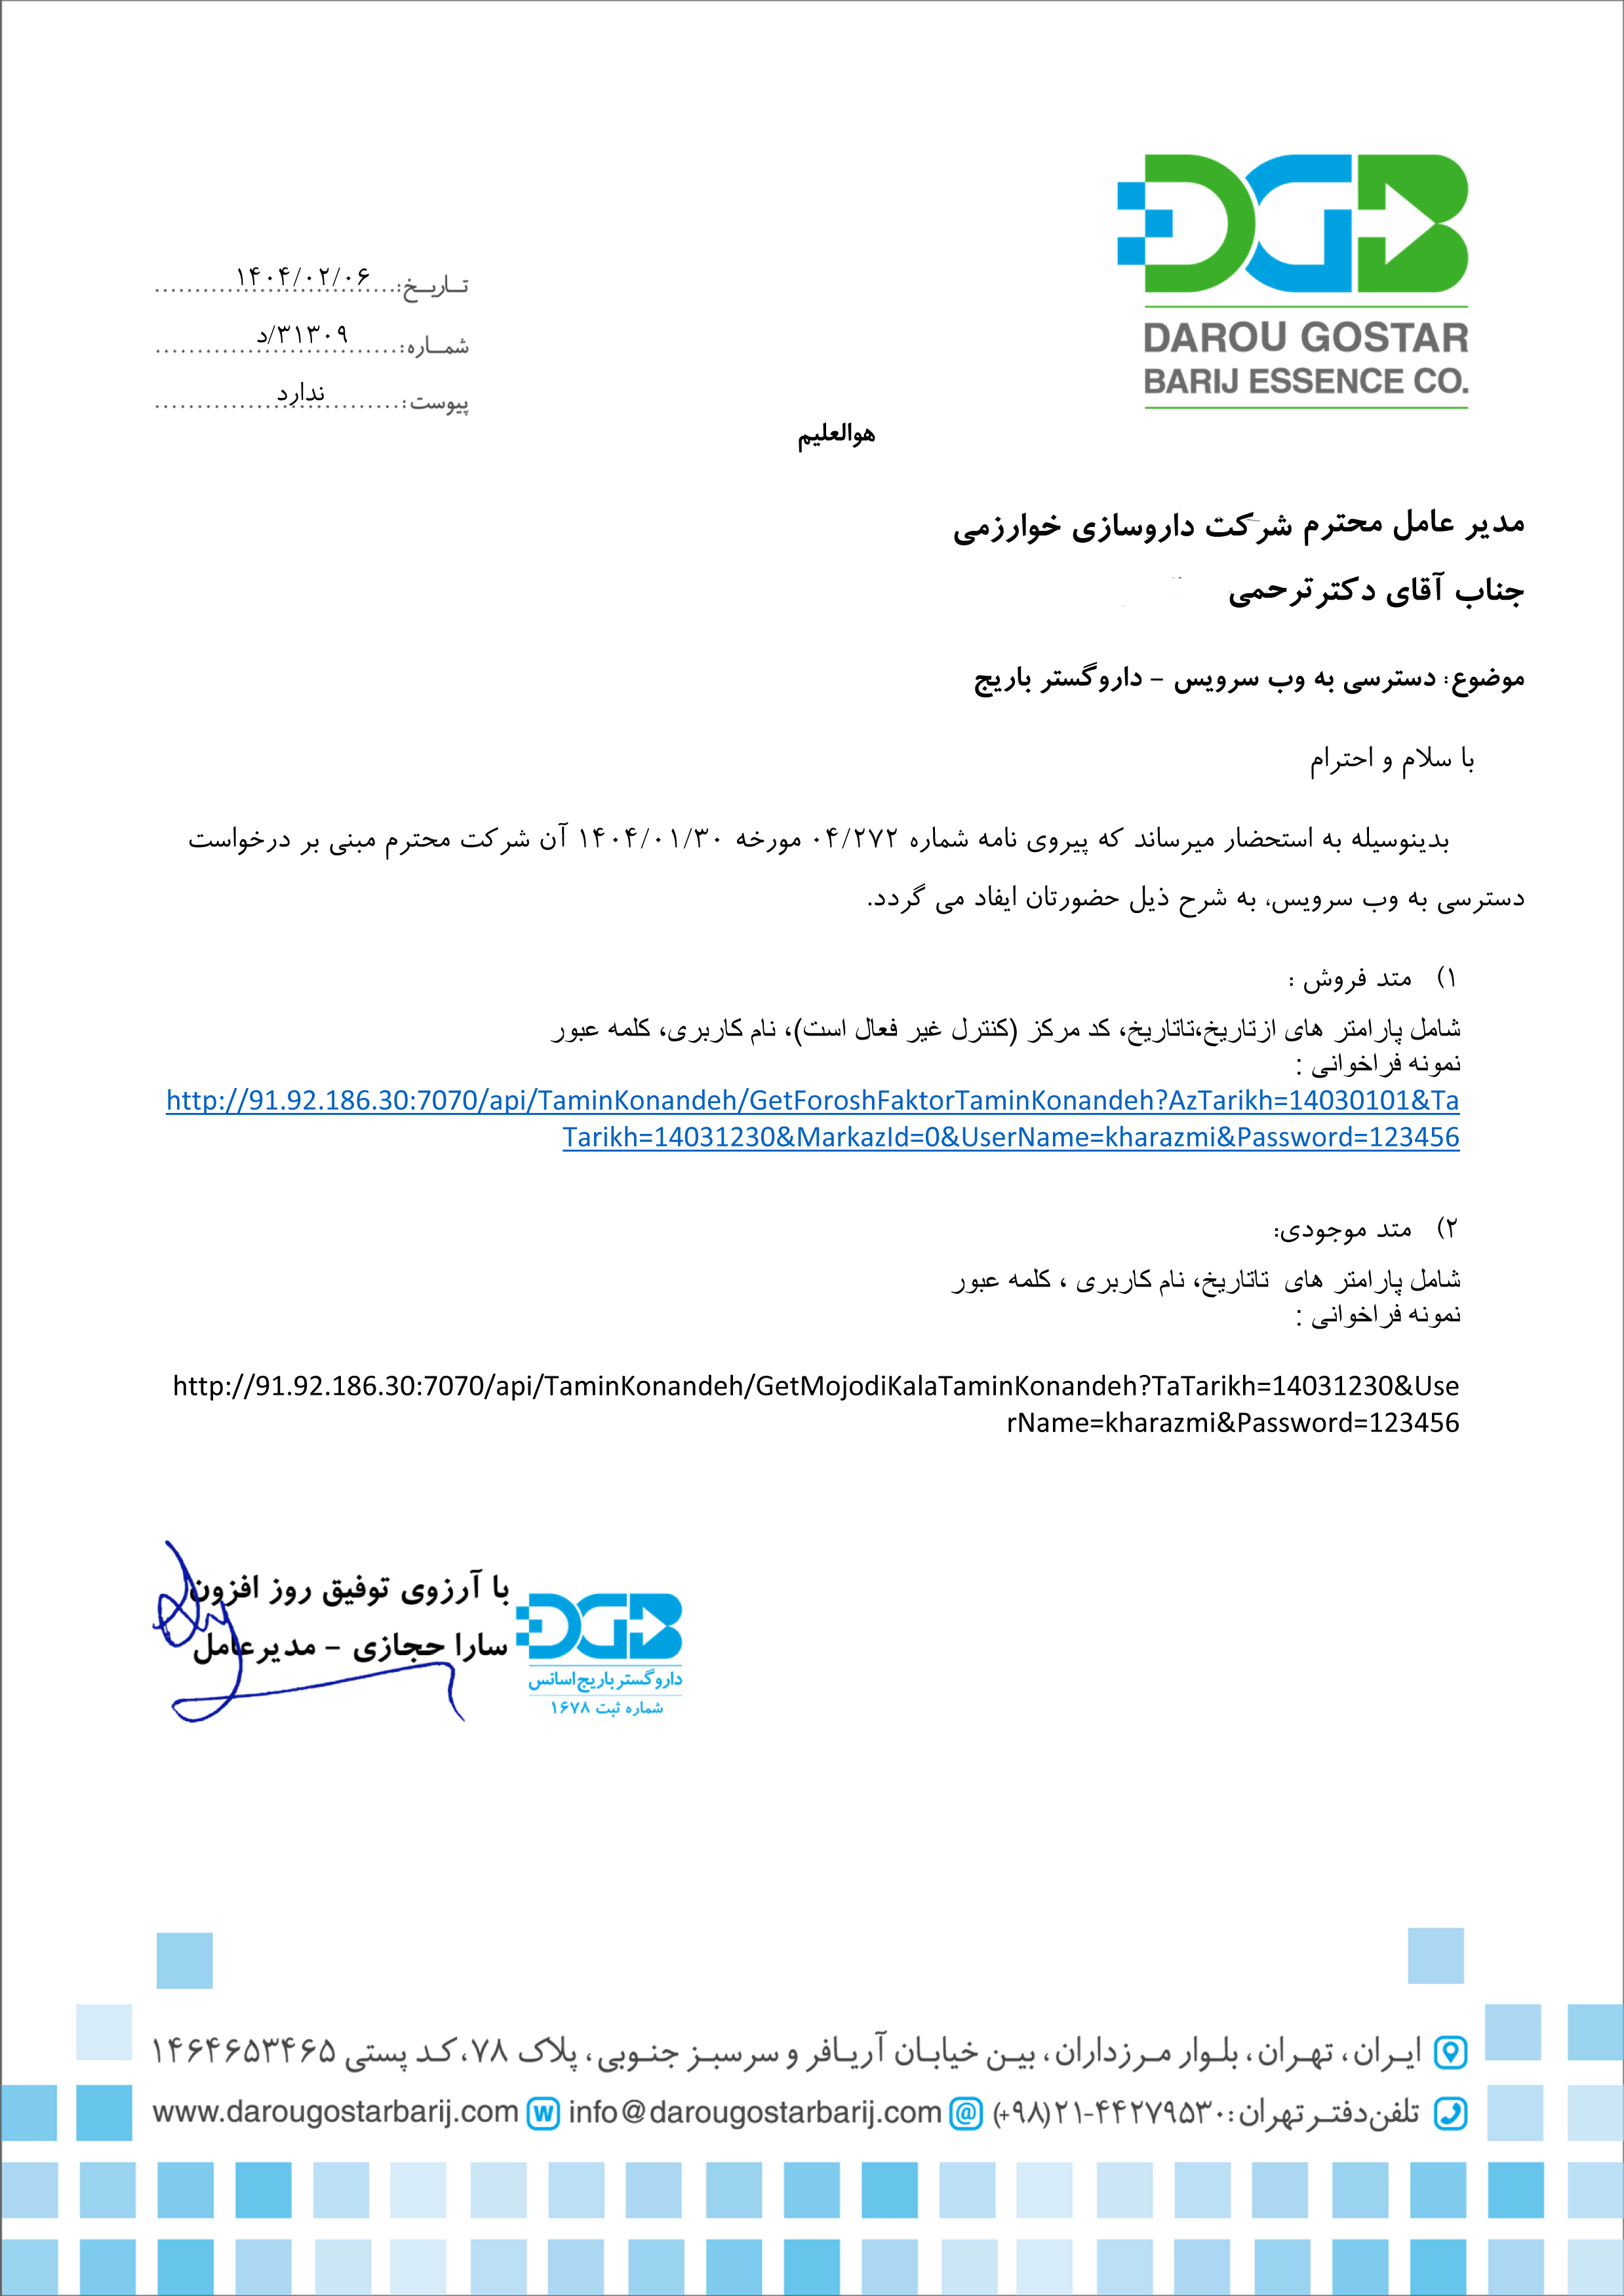 DGB
DAROU GOSTAR
BARIJ ESSENCE CO.
تاریخ: ۱۴۰۴/۰۲/۰۶
شماره: ۳۱۳۰۹/د
پیوست: ندارد
هوالعلیم
مدیر عامل محترم شرکت داروسازی خوارزمی
جناب آقای دکترترحمی
موضوع: دسترسی به وب سرویس – داروگستر باریج
با سلام و احترام
بدینوسیله به استحضار میرساند که پیروی نامه شماره ۰۴/۲۷۲ مورخه ۱۴۰۴/۰۱/۳۰ آن شرکت محترم مبنی بر درخواست
دسترسی به وب سرویس، به شرح ذیل حضورتان ایفاد می گردد.
۱) متد فروش :
شامل پارامتر های ازتاریخ،تاتاریخ، کد مرکز (کنترل غیر فعال است)، نام کاربری، کلمه عبور
نمونه فراخوانی :
http://91.92.186.30:7070/api/TaminKonandeh/GetForoshFaktorTaminKonandeh?AzTarikh=14030101&Ta
Tarikh=14031230&MarkazId=0&UserName=kharazmi&Password=123456
۲) متد موجودی:
شامل پارامتر های تاتاریخ، نام کاربری ، کلمه عبور
نمونه فراخوانی :
http://91.92.186.30:7070/api/TaminKonandeh/GetMojodiKalaTaminKonandeh?TaTarikh=14031230&Use
rName=kharazmi&Password=123456
با آرزوی توفیق روز افزون
سارا حجازی – مدیرعامل
DGB
داروگستر باریج اسانس
شماره ثبت ۱۶۷۸
ایران، تهران، بلوار مرزداران، بین خیابان آریافر و سرسبز جنوبی، پلاک ۷۸، کد پستی ۱۴۶۴۶۵۳۴۶۵
تلفن دفتر تهران: ۴۴۲۷۹۵۳۰-۲۱(۹۸+) info@darougostarbarij.com www.darougostarbarij.com